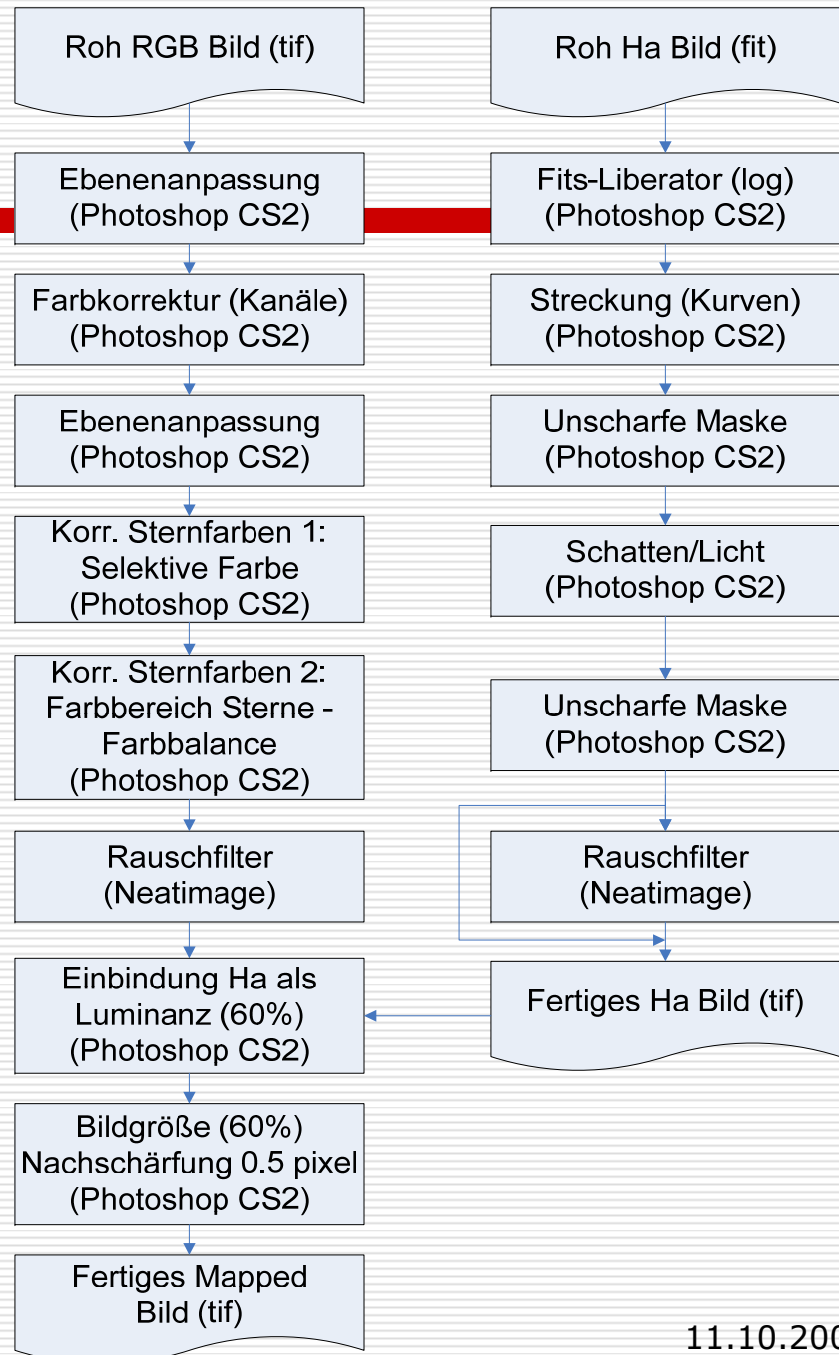 Roh RGB Bild (tif)
Ebenenanpassung
(Photoshop CS2)
Farbkorrektur (Kanäle)
(Photoshop CS2)
Ebenenanpassung
(Photoshop CS2)
Korr. Sternfarben 1:
Selektive Farbe
(Photoshop CS2)
Korr. Sternfarben 2:
Farbbereich Sterne -
Farbbalance
(Photoshop CS2)
Rauschfilter
(Neatimage)
Einbindung Ha als
Luminanz (60%)
(Photoshop CS2)
Bildgröße (60%)
Nachschärfung 0.5 pixel
(Photoshop CS2)
Fertiges Mapped
Bild (tif)
Roh Ha Bild (fit)
Fits-Liberator (log)
(Photoshop CS2)
Streckung (Kurven)
(Photoshop CS2)
Unscharfe Maske
(Photoshop CS2)
Schatten/Licht
(Photoshop CS2)
Unscharfe Maske
(Photoshop CS2)
Rauschfilter
(Neatimage)
Fertiges Ha Bild (tif)
11.10.200